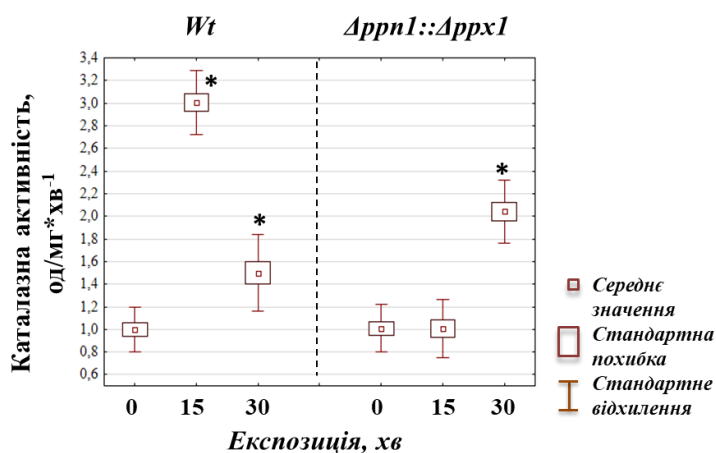 Wt Δppn1::Δppx1
Каталазна активність,
од/мг*хв-1
3,4
3,2
3,0
2,8
2,6
2,4
2,2
2,0
1,8
1,6
1,4
1,2
1,0
0,8
0,6
*
*
*
0 15 30 0 15 30
Експозиція, хв
Середнє
значення
Стандартна
похибка
Стандартне
відхилення